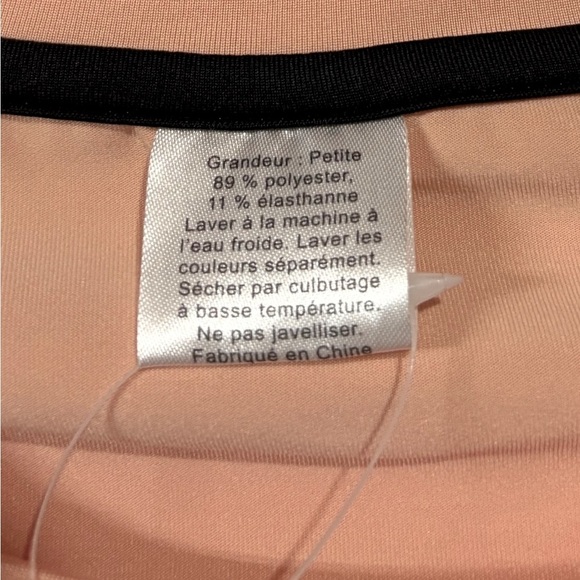 Grandeur : Petite
89 % polyester,
11 % élasthanne
Laver à la machine à
l'eau froide. Laver les
couleurs séparément.
Sécher par culbutage
à basse température.
Ne pas javelliser.
Fabriqué en Chine